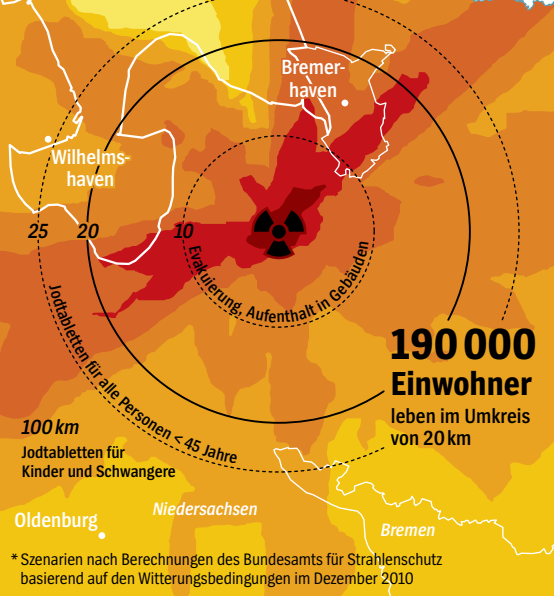 Bremer-
haven
Wilhelms-
haven
25
20
10
Evakuierung, Aufenthalt in Gebäuden
Jodtabletten für alle Personen < 45 Jahre
190 000
Einwohner
leben im Umkreis
von 20 km
100 km
Jodtabletten für
Kinder und Schwangere
Niedersachsen
Oldenburg
Bremen
* Szenarien nach Berechnungen des Bundesamts für Strahlenschutz
basierend auf den Witterungsbedingungen im Dezember 2010